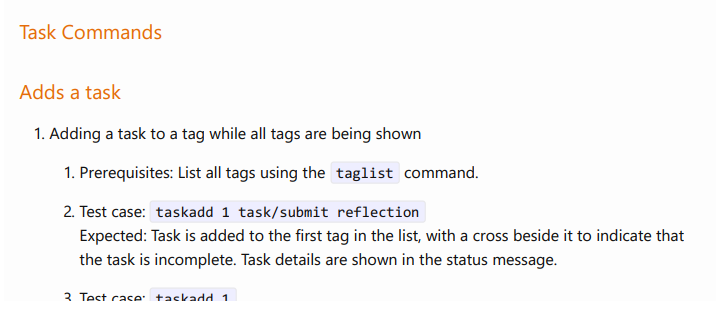 Task Commands
Adds a task
1. Adding a task to a tag while all tags are being shown
1. Prerequisites: List all tags using the taglist command.
2. Test case: taskadd 1 task/submit reflection
Expected: Task is added to the first tag in the list, with a cross beside it to indicate that
the task is incomplete. Task details are shown in the status message.
3. Test case: taskadd 1